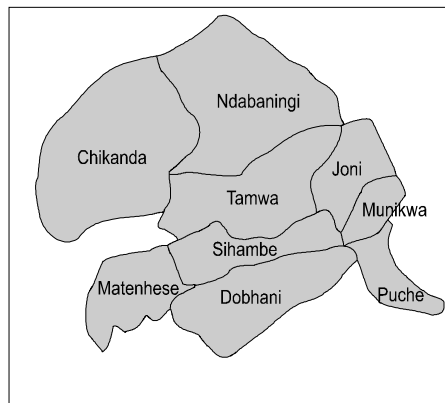 Ndabaningi
Chikanda
Joni
Tamwa
Munikwa
Sihambe
Matenhese
Dobhani
Puche